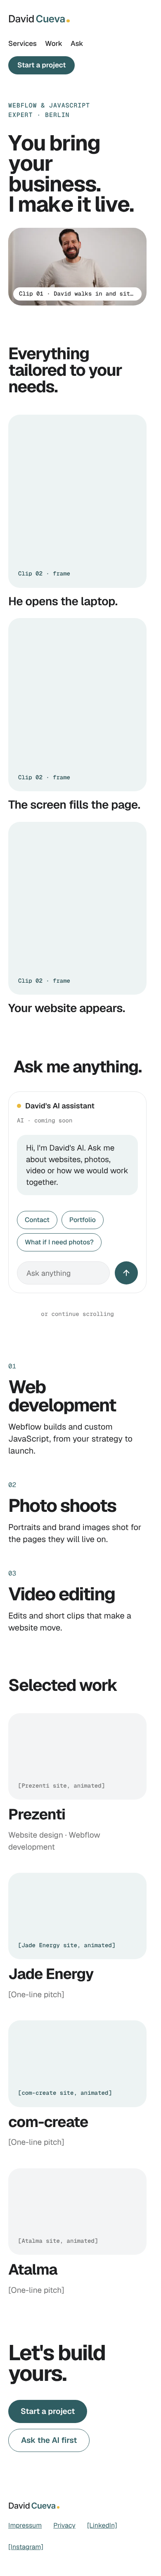 David Cueva.
Services Work Ask
Start a project
WEBFLOW & JAVASCRIPT
EXPERT · BERLIN
You bring
your
business.
I make it live.
Clip 01 · David walks in and sit…
Everything
tailored to your
needs.
Clip 02 · frame
He opens the laptop.
Clip 02 · frame
The screen fills the page.
Clip 02 · frame
Your website appears.
Ask me anything.
David's AI assistant
AI · coming soon
Hi, I'm David's AI. Ask me
about websites, photos,
video or how we would work
together.
Contact Portfolio
What if I need photos?
Ask anything
or continue scrolling
01
Web
development
Webflow builds and custom
JavaScript, from your strategy to
launch.
02
Photo shoots
Portraits and brand images shot for
the pages they will live on.
03
Video editing
Edits and short clips that make a
website move.
Selected work
[Prezenti site, animated]
Prezenti
Website design · Webflow
development
[Jade Energy site, animated]
Jade Energy
[One-line pitch]
[com-create site, animated]
com-create
[One-line pitch]
[Atalma site, animated]
Atalma
[One-line pitch]
Let's build
yours.
Start a project
Ask the AI first
David Cueva.
Impressum Privacy [LinkedIn]
[Instagram]